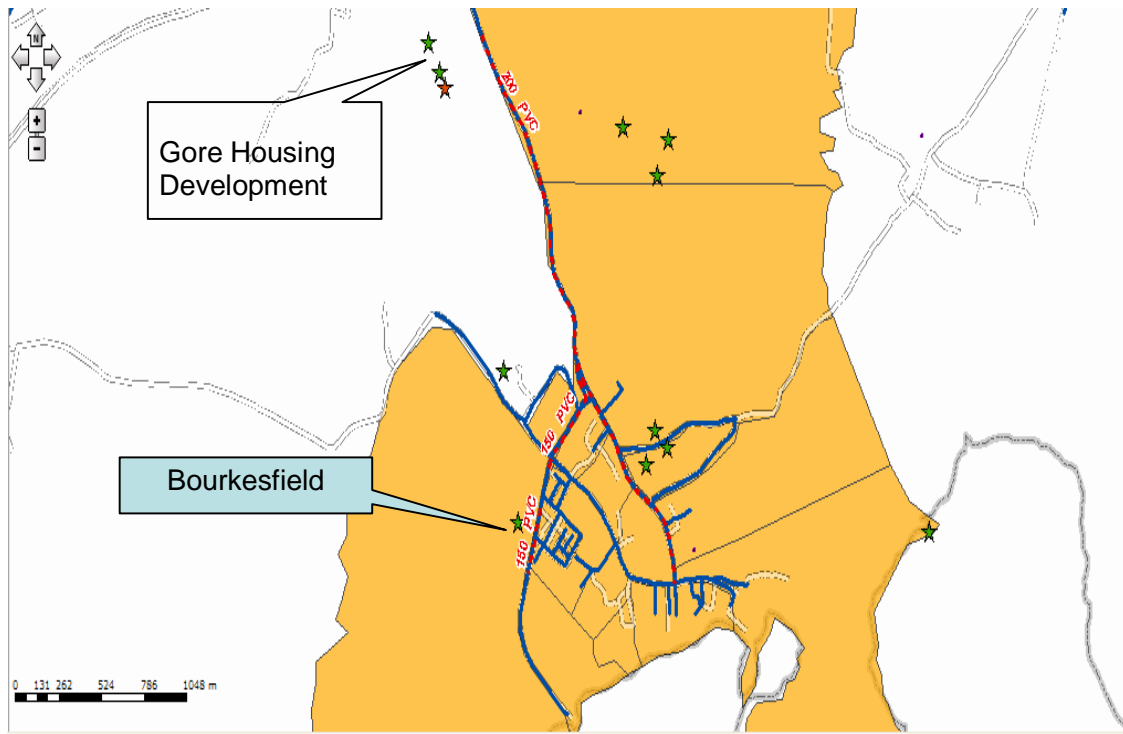 N
+
-
200 PVC
Gore Housing
Development
150 PVC
Bourkesfield
150 PVC
0 131 262 524 786 1048 m